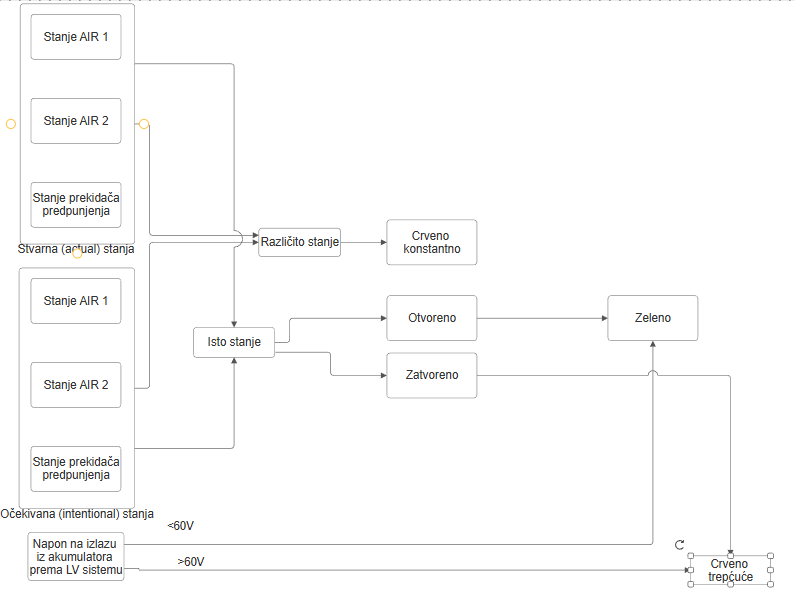 Stanje AIR 1
Stanje AIR 2
Stanje prekidača
predpunjenja
Stvarna (actual) stanja
Različito stanje
Crveno
konstantno
Stanje AIR 1
Otvoreno
Zeleno
Isto stanje
Stanje AIR 2
Zatvoreno
Stanje prekidača
predpunjenja
Očekivana (intentional) stanja
<60V
Napon na izlazu
iz akumulatora
prema LV sistemu
>60V
Crveno
trepćuće